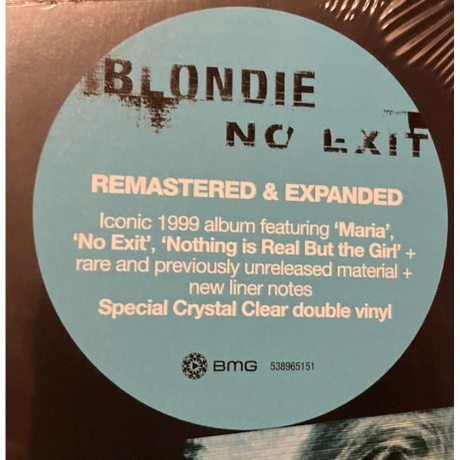 BLONDIE
NO EXIT
REMASTERED & EXPANDED
Iconic 1999 album featuring 'Maria',
'No Exit', 'Nothing is Real But the Girl' +
rare and previously unreleased material +
new liner notes
Special Crystal Clear double vinyl
BMG 538965151